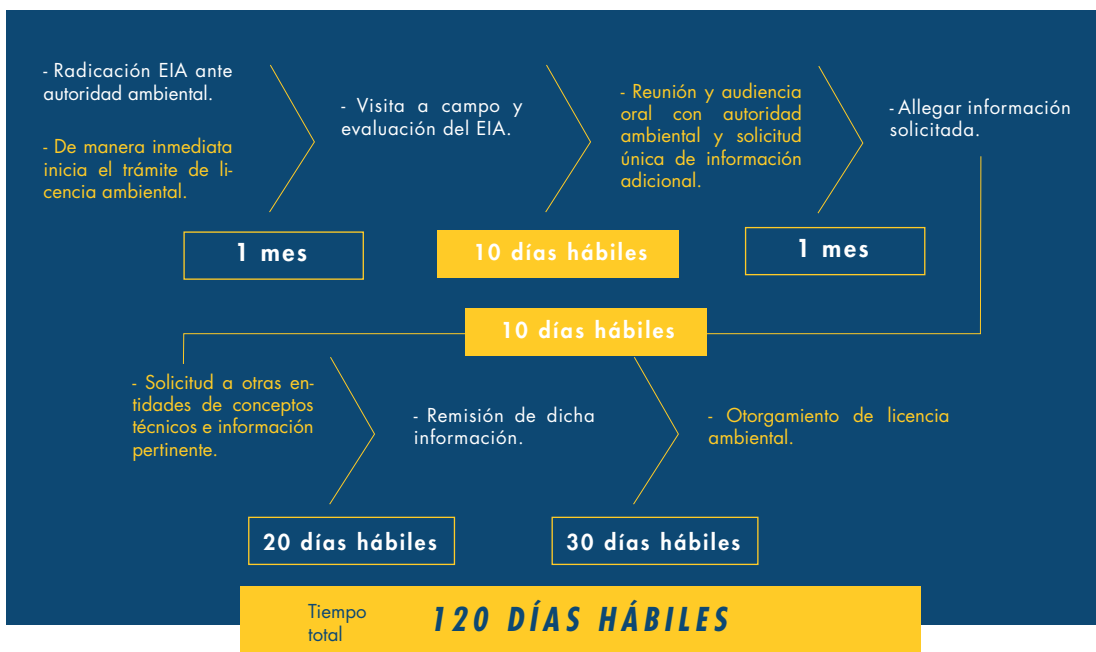 - Radicación EIA ante
autoridad ambiental.
- De manera inmediata
inicia el trámite de li-
cencia ambiental.
- Visita a campo y
evaluación del EIA.
- Reunión y audiencia
oral con autoridad
ambiental y solicitud
única de información
adicional.
- Allegar información
solicitada.
1 mes
10 días hábiles
1 mes
10 días hábiles
- Solicitud a otras en-
tidades de conceptos
técnicos e información
pertinente.
- Remisión de dicha
información.
- Otorgamiento de licencia
ambiental.
20 días hábiles
30 días hábiles
Tiempo
total
120 DÍAS HÁBILES